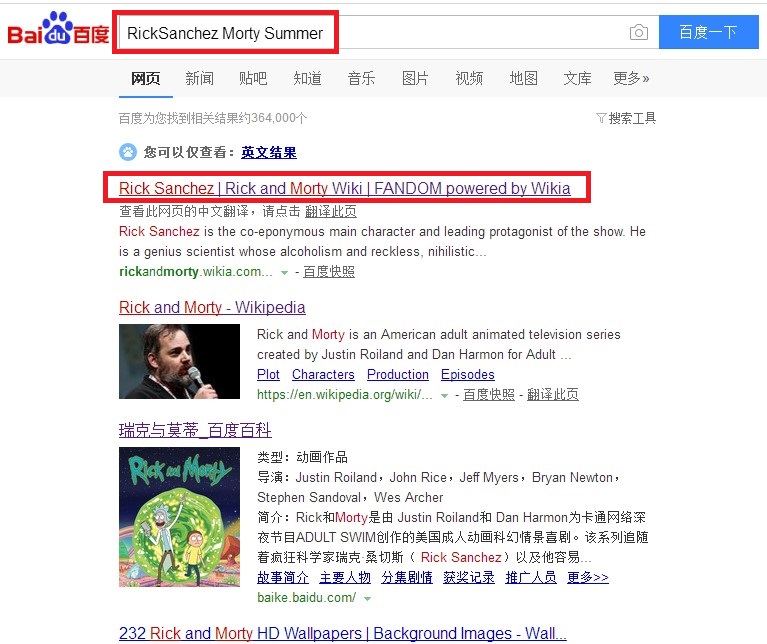 Bai du 百度 RickSanchez Morty Summer 百度一下
网页 新闻 贴吧 知道 音乐 图片 视频 地图 文库 更多»
百度为您找到相关结果约364,000个 搜索工具
您可以仅查看：英文结果
Rick Sanchez | Rick and Morty Wiki | FANDOM powered by Wikia
查看此网页的中文翻译，请点击 翻译此页
Rick Sanchez is the co-eponymous main character and leading protagonist of the show. He
is a genius scientist whose alcoholism and reckless, nihilistic...
rickandmorty.wikia.com... - 百度快照
Rick and Morty - Wikipedia
Rick and Morty is an American adult animated television series
created by Justin Roiland and Dan Harmon for Adult ...
Plot Characters Production Episodes
https://en.wikipedia.org/wiki/... - 百度快照 - 翻译此页
瑞克与莫蒂_百度百科
Rick and Morty
类型：动画作品
导演：Justin Roiland，John Rice，Jeff Myers，Bryan Newton，
Stephen Sandoval，Wes Archer
简介：Rick和Morty是由 Justin Roiland和 Dan Harmon为卡通网络深
夜节目ADULT SWIM创作的美国成人动画科幻情景喜剧。该系列追随
着疯狂科学家瑞克·桑切斯（ Rick Sanchez ）以及他容易...
故事简介 主要人物 分集剧情 获奖记录 推广人员 更多>>
baike.baidu.com/
232 Rick and Morty HD Wallpapers | Background Images - Wall...